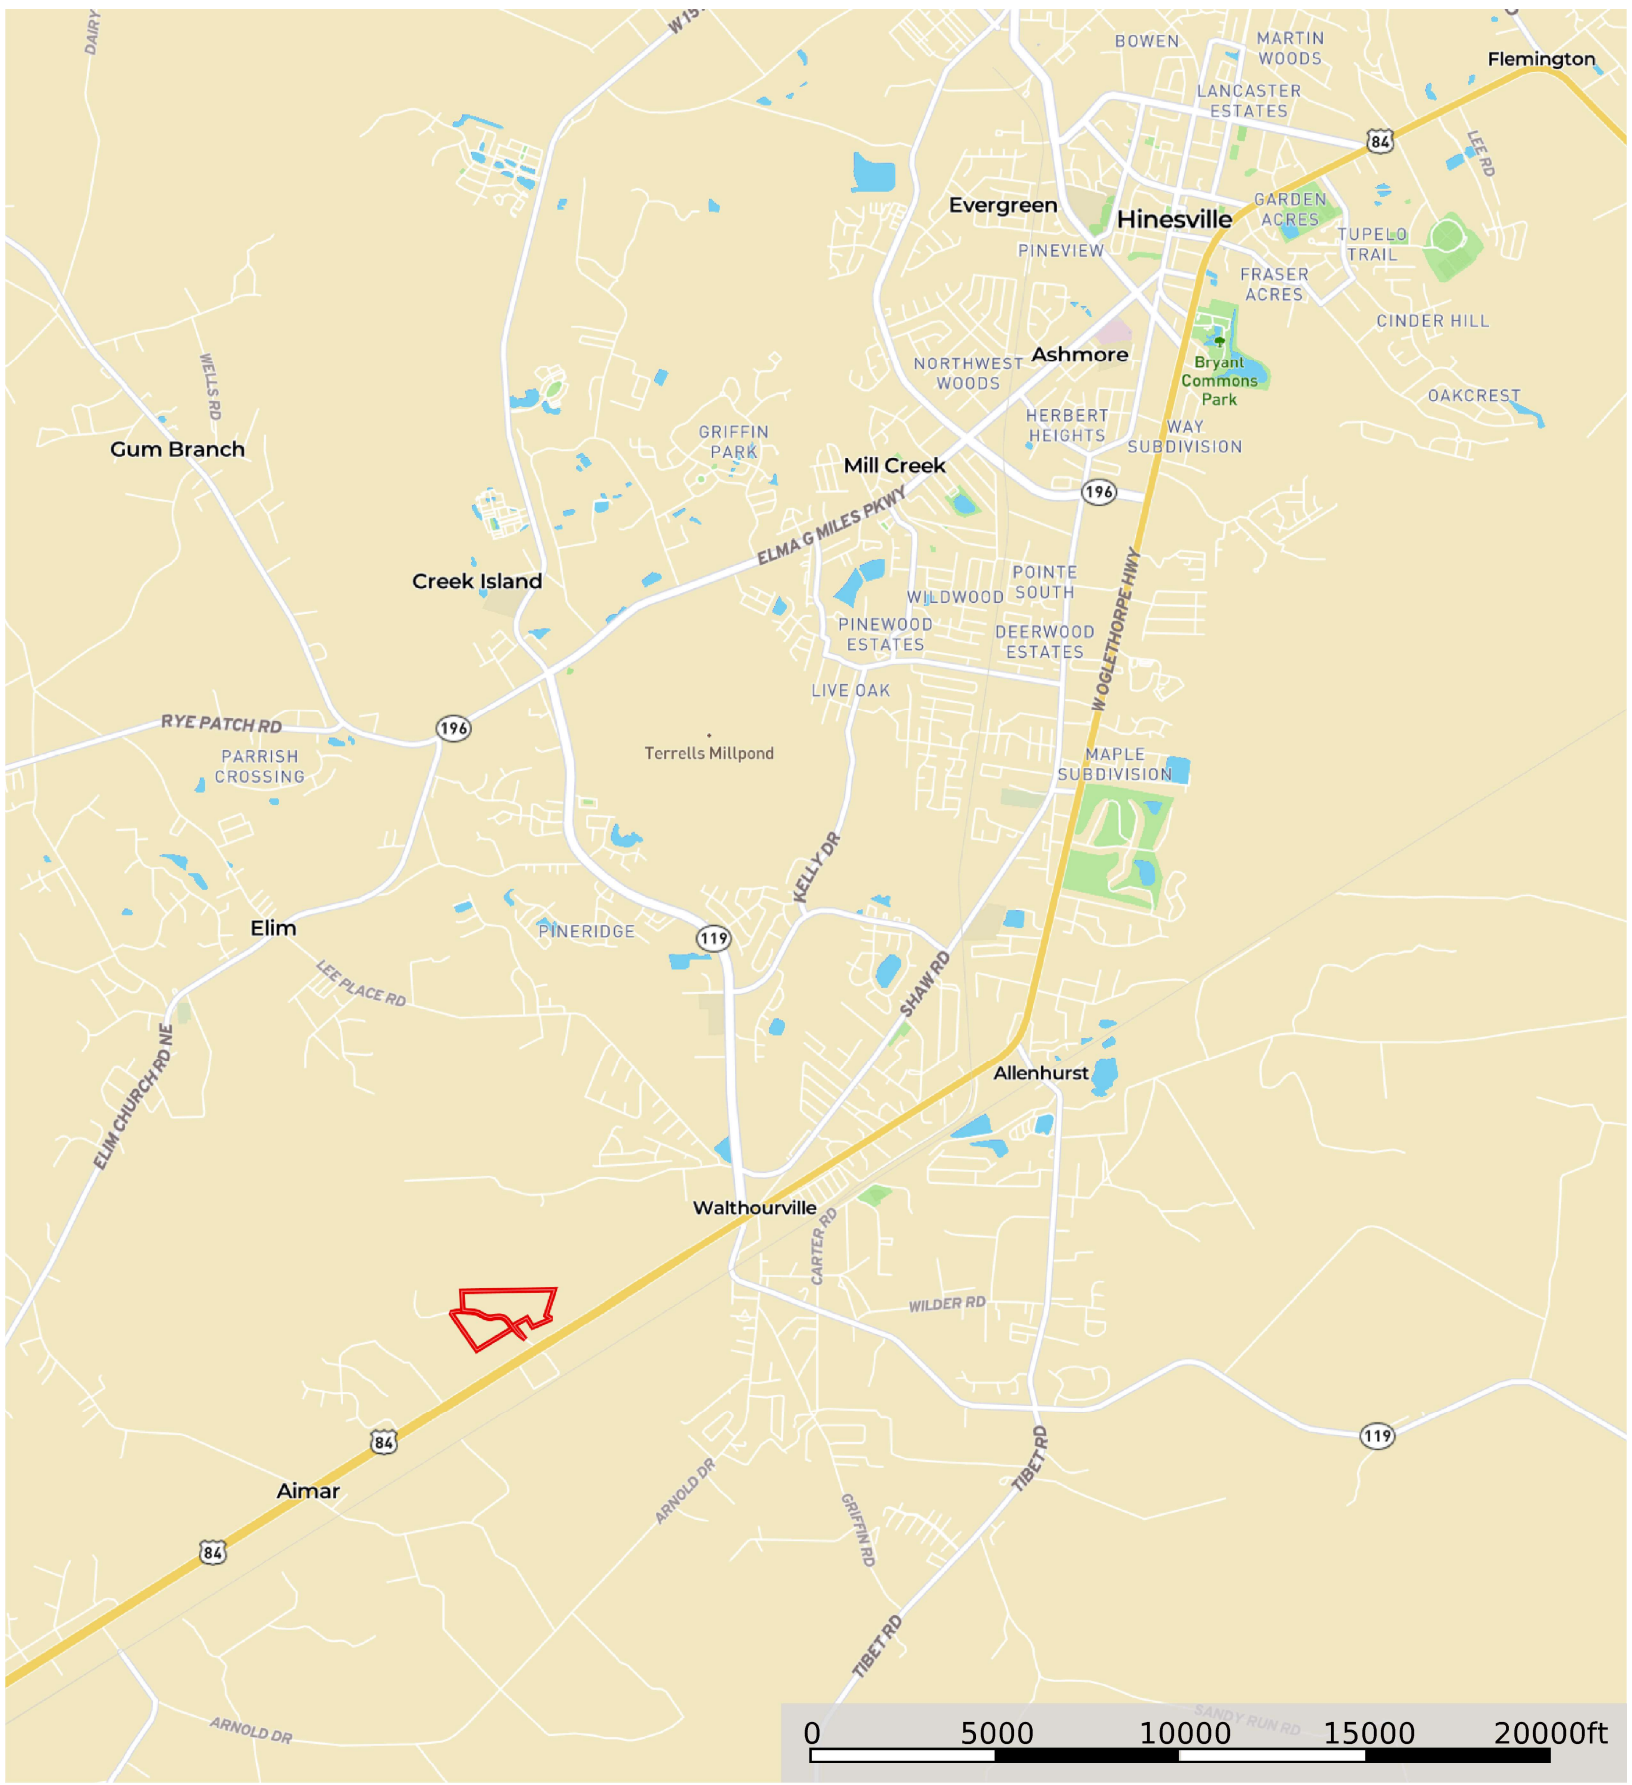 DAIRY
W 15
BOWEN
MARTIN
WOODS
Flemington
LANCASTER
ESTATES
84
LEE RD
Evergreen
Hinesville
GARDEN
ACRES
PINEVIEW
TUPELO
TRAIL
FRASER
ACRES
CINDER HILL
WELLS RD
Ashmore
NORTHWEST
WOODS
Bryant
Commons
Park
OAKCREST
HERBERT
HEIGHTS
WAY
SUBDIVISION
Gum Branch
GRIFFIN
PARK
Mill Creek
196
ELMA G MILES PKWY
Creek Island
POINTE
SOUTH
WILDWOOD
W OGLETHORPE HWY
PINEWOOD
ESTATES
DEERWOOD
ESTATES
LIVE OAK
RYE PATCH RD
196
PARRISH
CROSSING
Terrells Millpond
MAPLE
SUBDIVISION
KELLY DR
Elim
PINERIDGE
119
LEE PLACE RD
SHAW RD
ELIM CHURCH RD NE
Allenhurst
Walthourville
CARTER RD
WILDER RD
84
119
Aimar
TIBET RD
ARNOLD DR
GRIFFIN RD
84
TIBET RD
ARNOLD DR
SANDY RUN RD
0 5000 10000 15000 20000ft